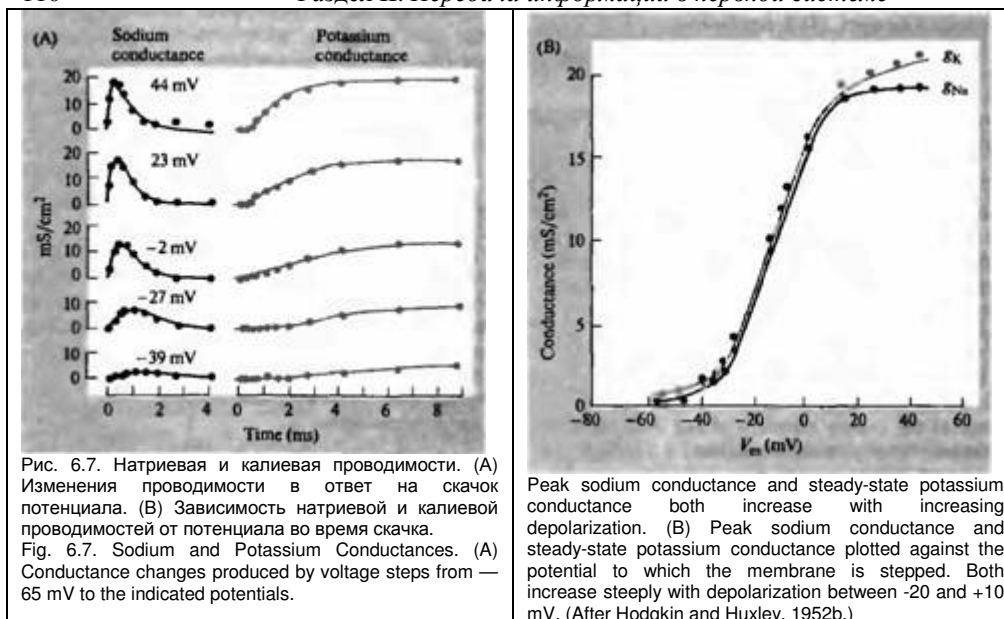 Раздел II. Передача информации в нервной системе
(A)
Sodium conductance
Potassium conductance
44 mV
23 mV
−2 mV
−27 mV
−39 mV
mS/cm²
20
10
0
20
10
0
20
10
0
10
0
10
0
0 2 4 0 2 4 6 8
Time (ms)
Рис. 6.7. Натриевая и калиевая проводимости. (A)
Изменения проводимости в ответ на скачок
потенциала. (B) Зависимость натриевой и калиевой
проводимостей от потенциала во время скачка.
Fig. 6.7. Sodium and Potassium Conductances. (A)
Conductance changes produced by voltage steps from —
65 mV to the indicated potentials.
(B)
gK
gNa
Conductance (mS/cm²)
20
15
10
5
0
−80 −60 −40 −20 0 20 40 60
Vm (mV)
Peak sodium conductance and steady-state potassium
conductance both increase with increasing
depolarization. (B) Peak sodium conductance and
steady-state potassium conductance plotted against the
potential to which the membrane is stepped. Both
increase steeply with depolarization between -20 and +10
mV. (After Hodgkin and Huxley, 1952b.)